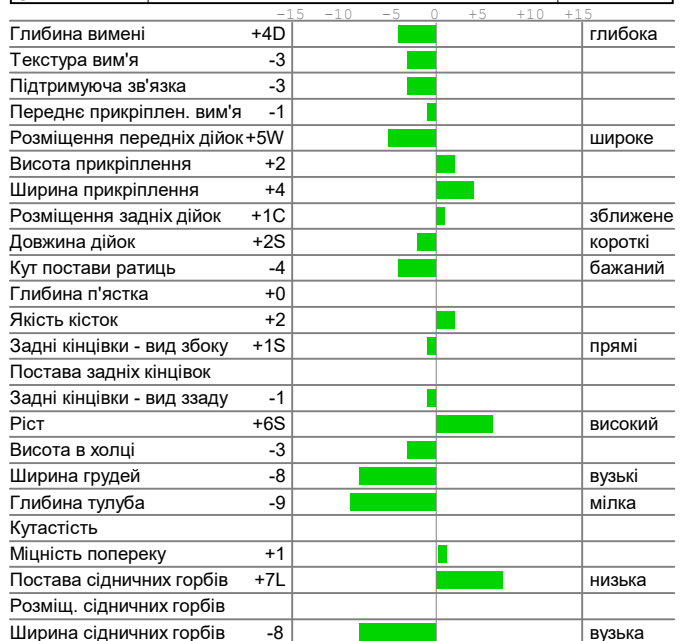 -15 -10 -5 0 +5 +10 +15
Глибина вимені +4D глибока
Текстура вим'я -3
Підтримуюча зв'язка -3
Переднє прикріплен. вим'я -1
Розміщення передніх дійок +5W широке
Висота прикріплення +2
Ширина прикріплення +4
Розміщення задніх дійок +1C зближене
Довжина дійок +2S короткі
Кут постави ратиць -4 бажаний
Глибина п'ястка +0
Якість кісток +2
Задні кінцівки - вид збоку +1S прямі
Постава задніх кінцівок
Задні кінцівки - вид ззаду -1
Ріст +6S високий
Висота в холці -3
Ширина грудей -8 вузькі
Глибина тулуба -9 мілка
Кутастість
Міцність попереку +1
Постава сідничних горбів +7L низька
Розміщ. сідничних горбів
Ширина сідничних горбів -8 вузька